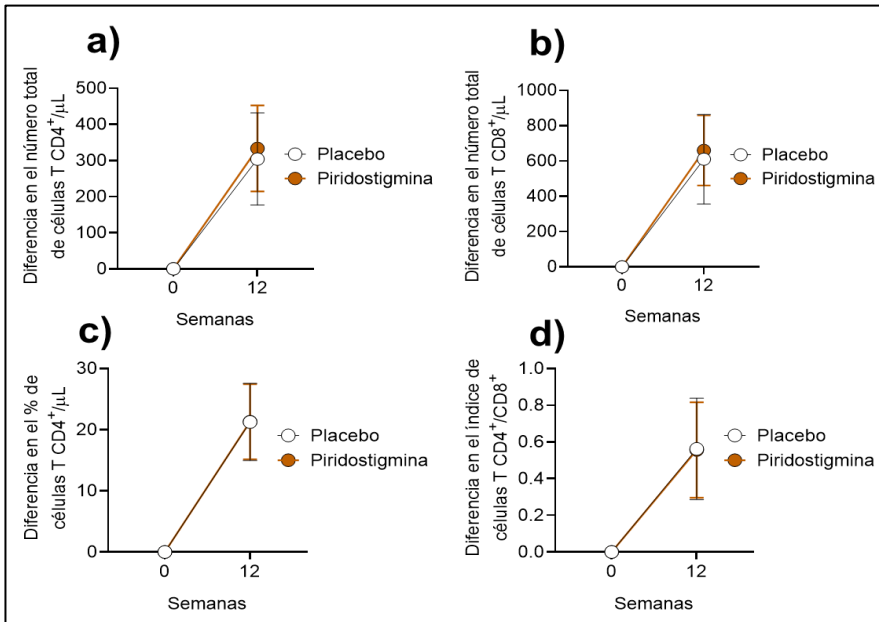 a)
Diferencia en el número total
de células T CD4⁺/μL
500
400
300
200
100
0
0
12
Semanas
Placebo
Piridostigmina
b)
Diferencia en el número total
de células T CD8⁺/μL
1000
800
600
400
200
0
0
12
Semanas
Placebo
Piridostigmina
c)
Diferencia en el % de
células T CD4⁺/μL
30
20
10
0
0
12
Semanas
Placebo
Piridostigmina
d)
Diferencia en el índice de
células T CD4⁺/CD8⁺
1.0
0.8
0.6
0.4
0.2
0.0
0
12
Semanas
Placebo
Piridostigmina